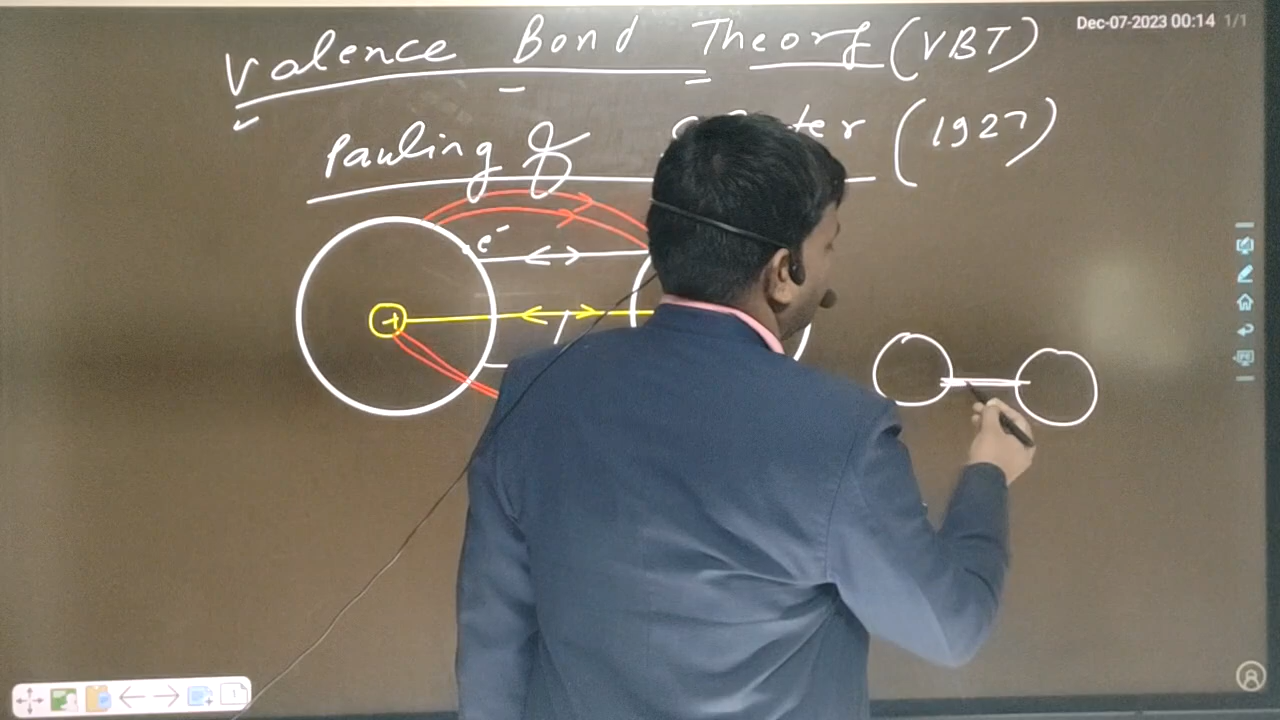 Dec-07-2023 00:14 1/1
Valence Bond Theory (VBT)
Pauling & (1927)
e⁻
+